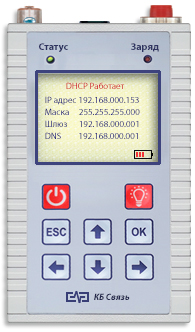 Статус Заряд
DHCP Работает
IP адрес 192.168.000.153
Маска 255.255.255.000
Шлюз 192.168.000.001
DNS 192.168.000.001
ESC OK
КБ Связь